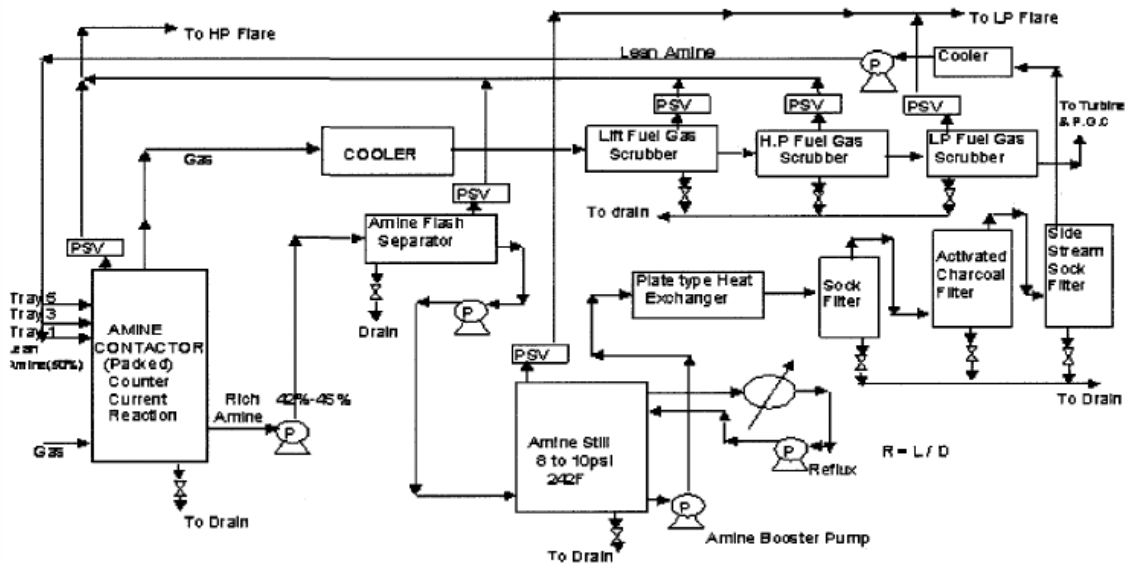 To HP Flare
To LP Flare
Lean Amine
P
Cooler
PSV
PSV
PSV
To Turbine
& P.G.C
Gas
COOLER
Lift Fuel Gas
Scrubber
H.P Fuel Gas
Scrubber
LP Fuel Gas
Scrubber
PSV
To drain
PSV
Amine Flash
Separator
Drain
P
Plate type Heat
Exchanger
Sock
Filter
Activated
Charcoal
Filter
Side
Stream
Sock
Filter
To Drain
Tray 5
Tray 3
Tray 1
Lean
Amine(50%)
AMINE
CONTACTOR
(Packed)
Counter
Current
Reaction
Gas
Rich
Amine
42%-45%
P
To Drain
PSV
Amine Still
8 to 10psi
242F
P
Reflux
R = L / D
P
Amine Booster Pump
To Drain